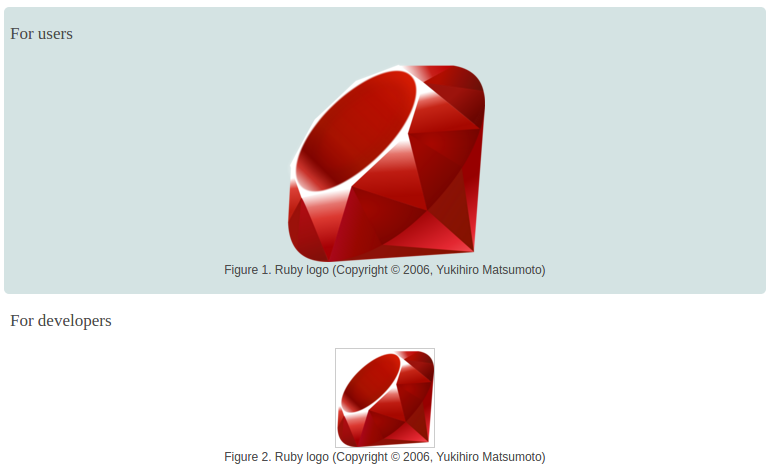 For users
Figure 1. Ruby logo (Copyright © 2006, Yukihiro Matsumoto)
For developers
Figure 2. Ruby logo (Copyright © 2006, Yukihiro Matsumoto)